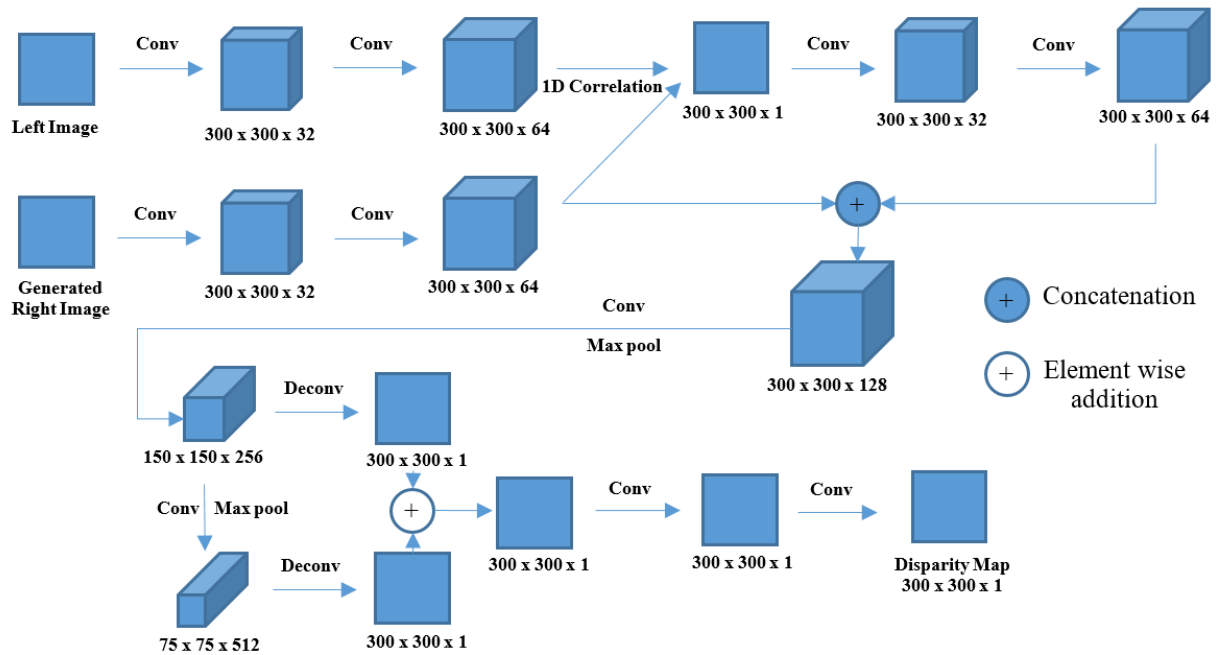 Conv
Conv
1D Correlation
Conv
Conv
Left Image
300 x 300 x 32
300 x 300 x 64
300 x 300 x 1
300 x 300 x 32
300 x 300 x 64
Conv
Conv
+
Generated
Right Image
300 x 300 x 32
300 x 300 x 64
Conv
Max pool
300 x 300 x 128
+
Concatenation
+
Element wise
addition
Deconv
150 x 150 x 256
300 x 300 x 1
Conv
Max pool
+
Conv
Conv
300 x 300 x 1
300 x 300 x 1
Disparity Map
300 x 300 x 1
Deconv
75 x 75 x 512
300 x 300 x 1